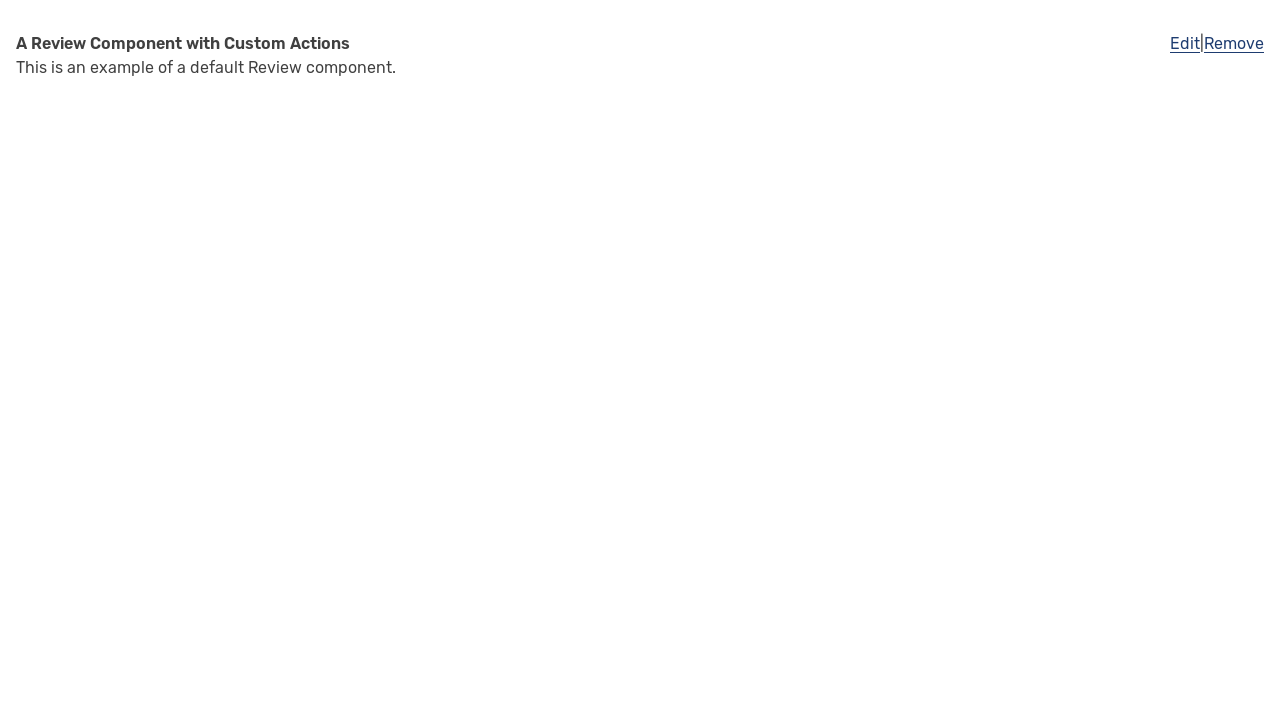 A Review Component with Custom Actions
Edit|Remove
This is an example of a default Review component.